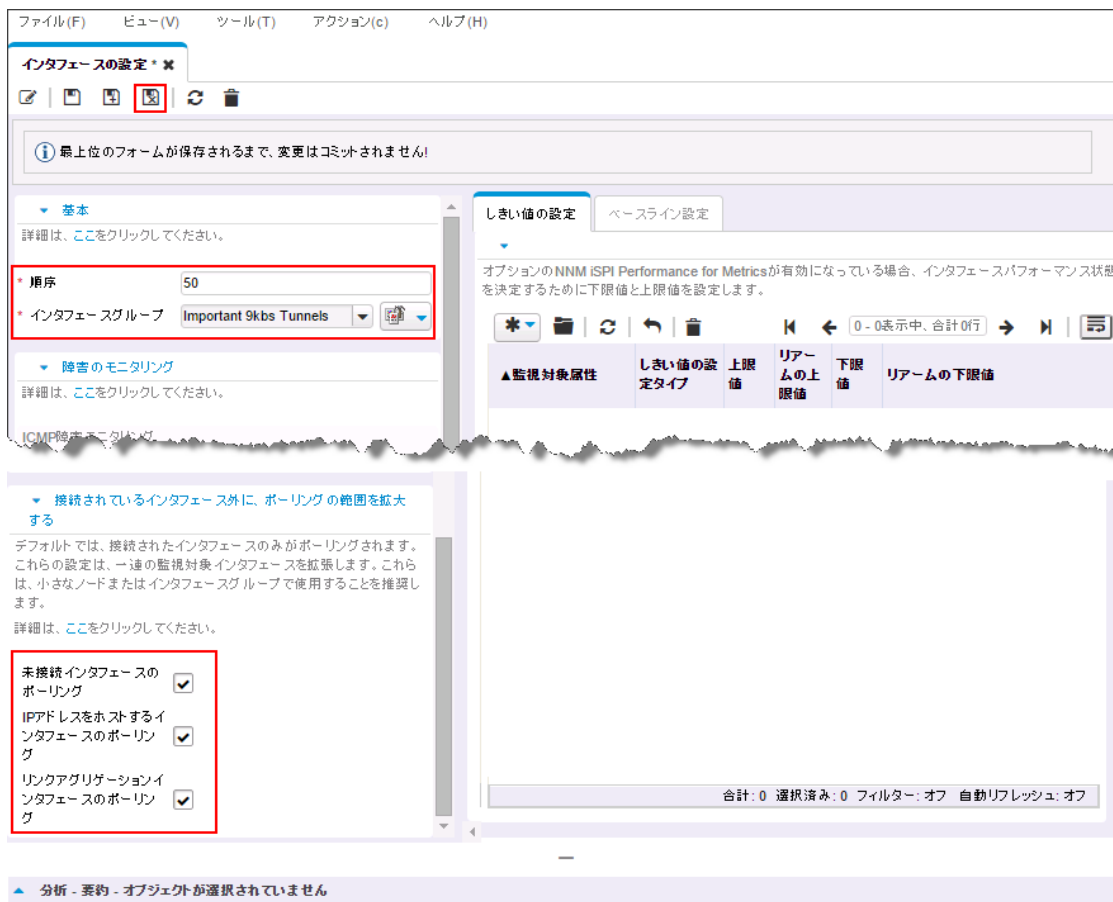 ファイル(F) ビュー(V) ツール(T) アクション(c) ヘルプ(H)
インタフェースの設定 * ✖
最上位のフォームが保存されるまで、変更はコミットされません!
基本
詳細は、ここをクリックしてください。
* 順序 50
* インタフェースグループ Important 9kbs Tunnels
障害のモニタリング
詳細は、ここをクリックしてください。
ICMP障害モニタリング
接続されているインタフェース外に、ポーリングの範囲を拡大
する
デフォルトでは、接続されたインタフェースのみがポーリングされます。
これらの設定は、一連の監視対象インタフェースを拡張します。これら
は、小さなノードまたはインタフェースグループで使用することを推奨し
ます。
詳細は、ここをクリックしてください。
未接続インタフェースの
ポーリング
IPアドレスをホストするイ
ンタフェースのポーリン
グ
リンクアグリゲーションイ
ンタフェースのポーリン
グ
しきい値の設定 ベースライン設定
オプションのNNM iSPI Performance for Metricsが有効になっている場合、インタフェースパフォーマンス状態
を決定するために下限値と上限値を設定します。
0 - 0表示中、合計0行
▲監視対象属性
しきい値の設
定タイプ
上限
値
リアー
ムの上
限値
下限
値
リアームの下限値
合計: 0 選択済み: 0 フィルター: オフ 自動リフレッシュ: オフ
分析 - 要約 - オブジェクトが選択されていません